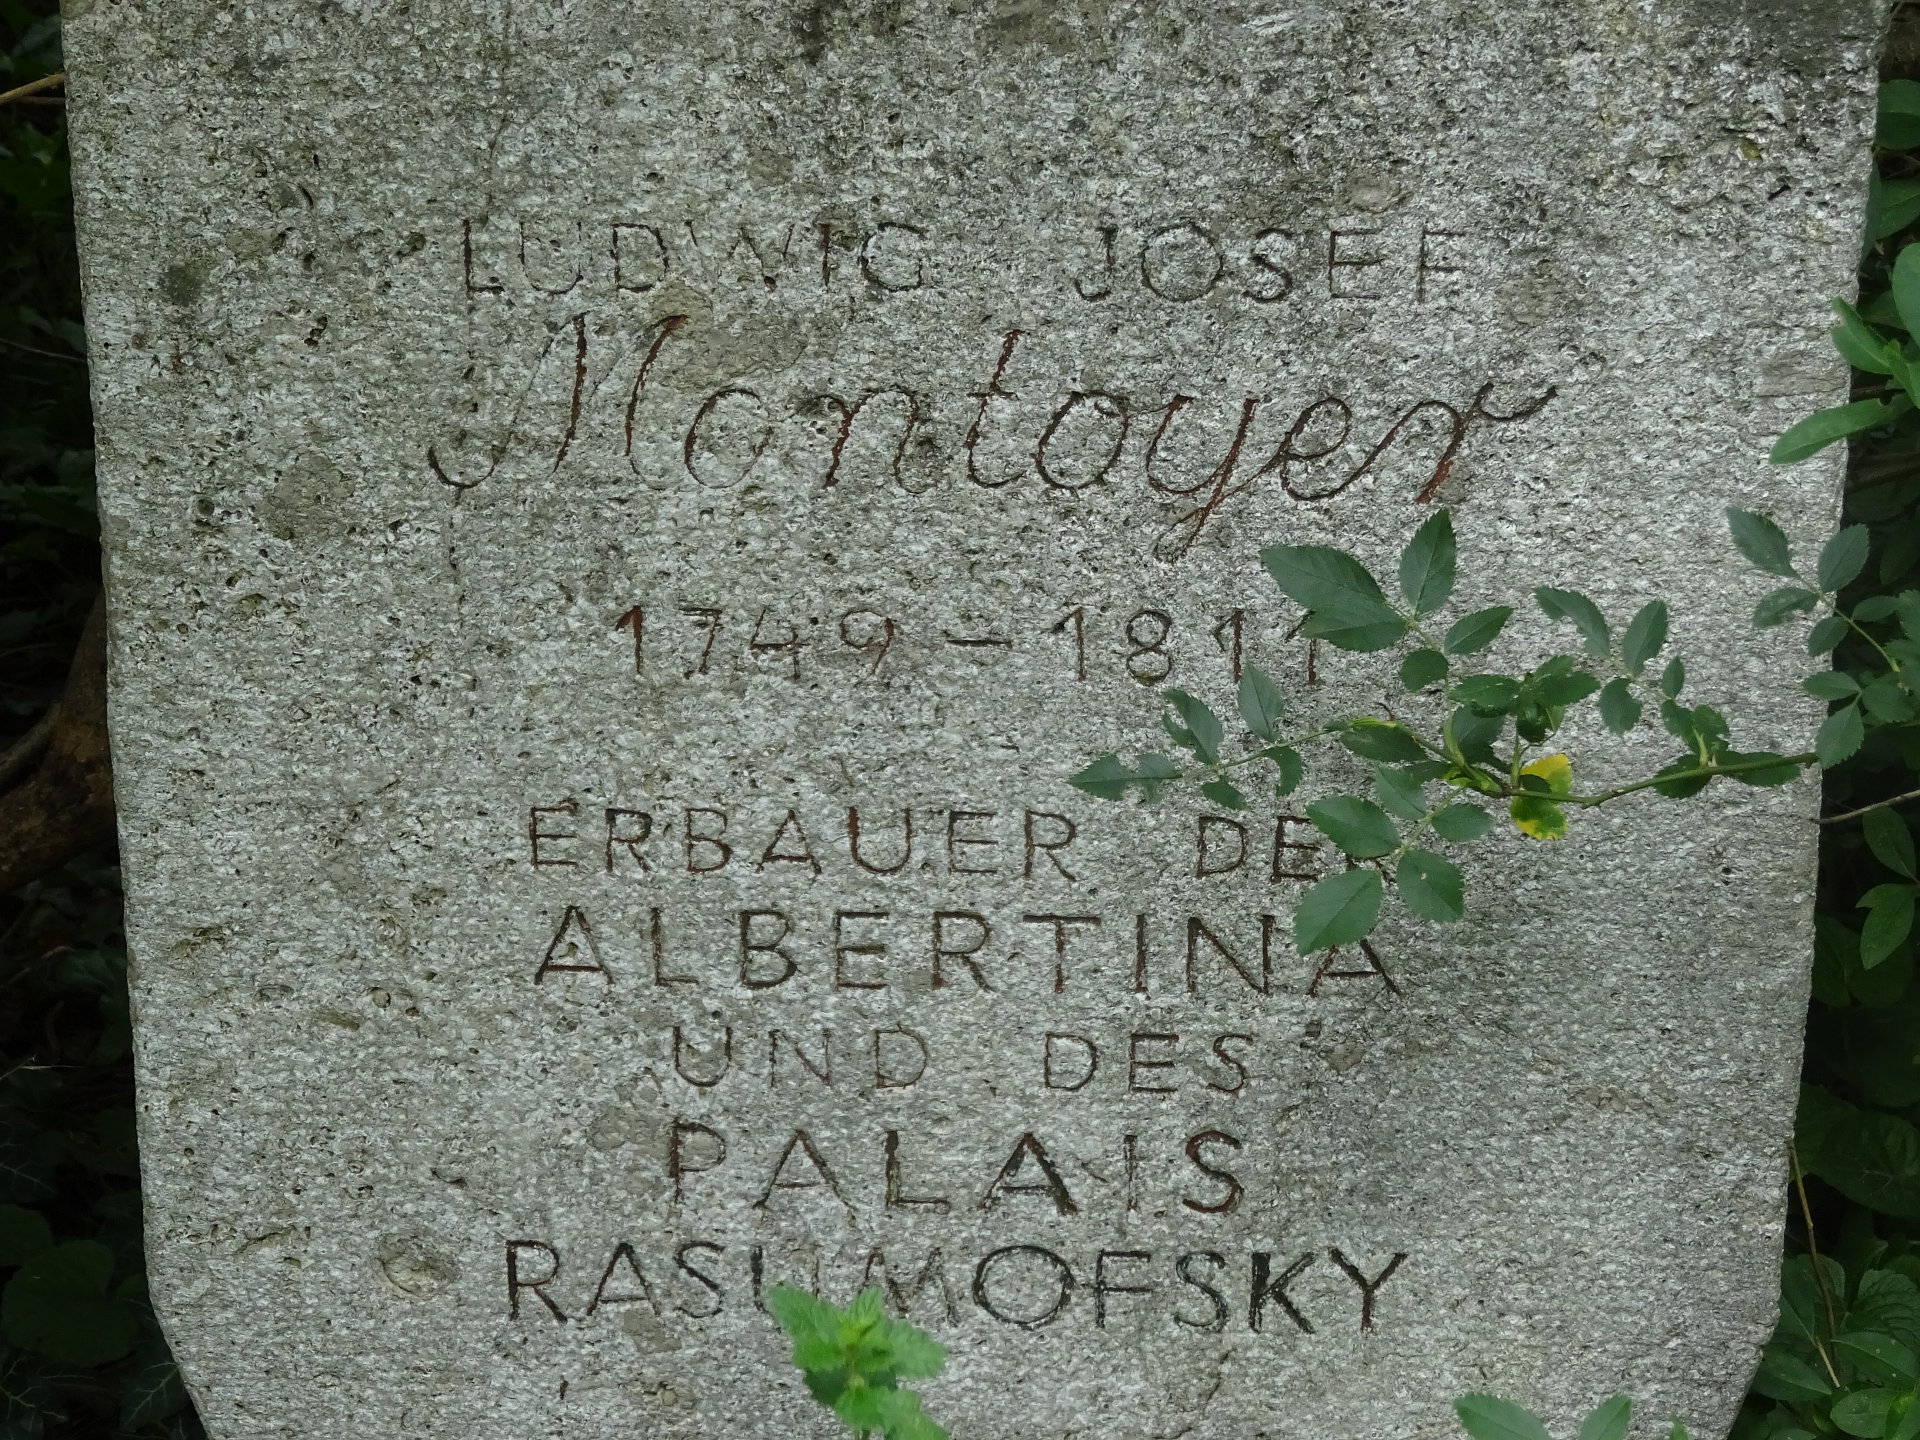 LUDWIG JOSEF
Montoyer
1749 – 1811
ERBAUER DER
ALBERTINA
UND DES
PALAIS
RASUMOFSKY